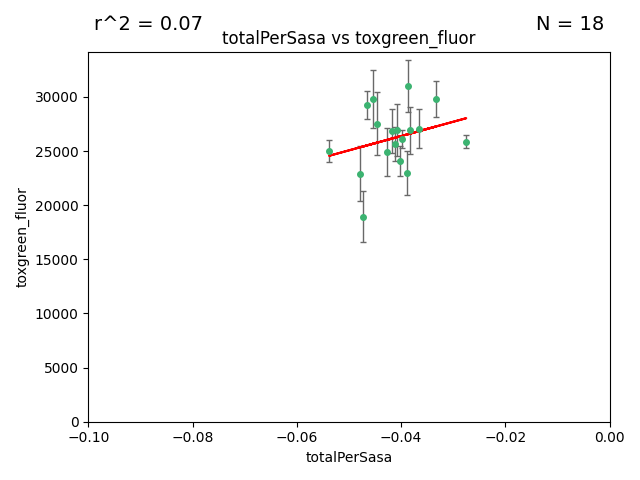 r^2 = 0.07
N = 18
totalPerSasa vs toxgreen_fluor
30000
25000
20000
15000
10000
5000
0
toxgreen_fluor
−0.10
−0.08
−0.06
−0.04
−0.02
0.00
totalPerSasa